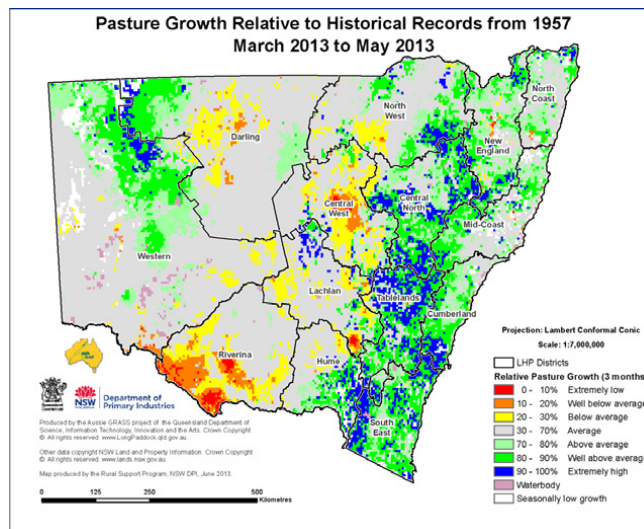 Pasture Growth Relative to Historical Records from 1957
March 2013 to May 2013
North
Coast
North
West
Darling
New
England
Central
West
Central
North
Mid-Coast
Western
Lachlan
Tablelands
Cumberland
Riverina
Hume
South
East
Projection: Lambert Conformal Conic
Scale: 1:7,000,000
LHP Districts
Relative Pasture Growth (3 months)
0 - 10% Extremely low
10 - 20% Well below average
20 - 30% Below average
30 - 70% Average
70 - 80% Above average
80 - 90% Well above average
90 - 100% Extremely high
Waterbody
Seasonally low growth
NSW
GOVERNMENT
Department of
Primary Industries
Produced by the Aussie GRASS project of the Queensland Department of
Science, Information Technology, Innovation and the Arts. Crown Copyright
©. All rights reserved. www.LongPaddock.qld.gov.au.
Other data copyright NSW Land and Property Information. Crown Copyright
©. All rights reserved. www.lands.nsw.gov.au.
Map produced by the Rural Support Program, NSW DPI, June 2013.
0 125 250 500
Kilometres